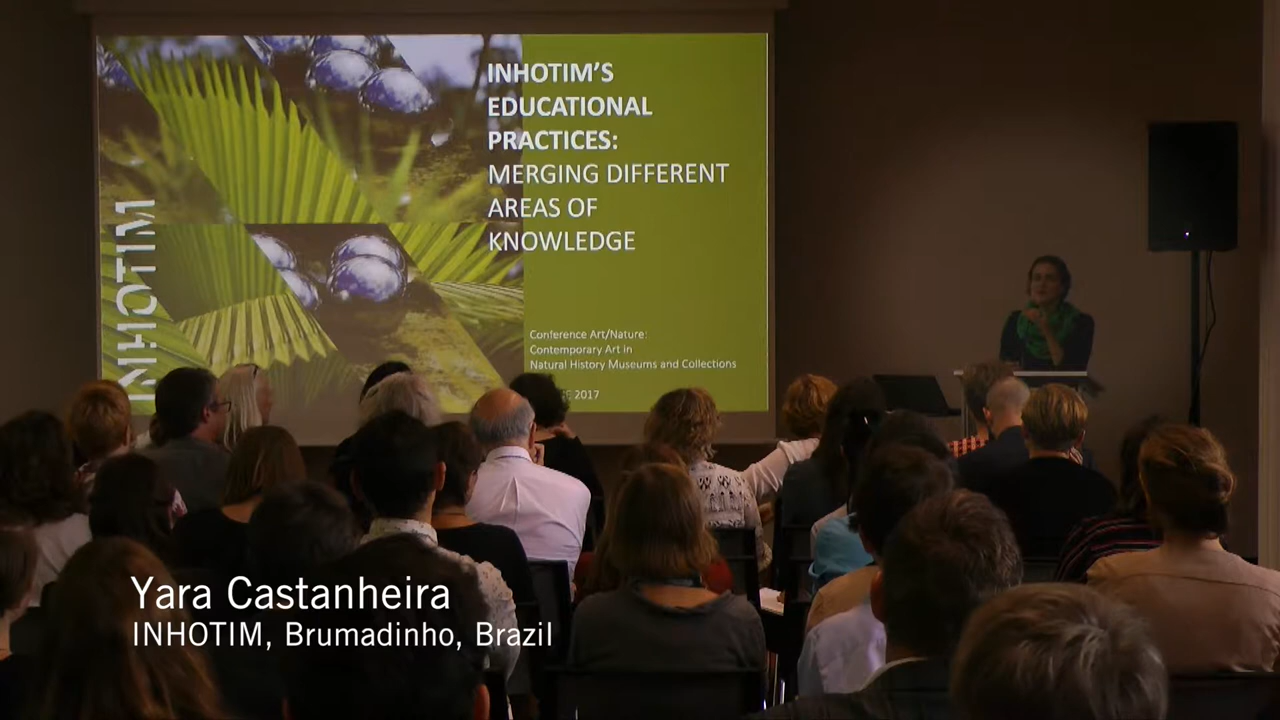 INHOTIM'S
EDUCATIONAL
PRACTICES:
MERGING DIFFERENT
AREAS OF
KNOWLEDGE
INHOTIM
Conference Art/Nature:
Contemporary Art in
Natural History Museums and Collections
2017
Yara Castanheira
INHOTIM, Brumadinho, Brazil